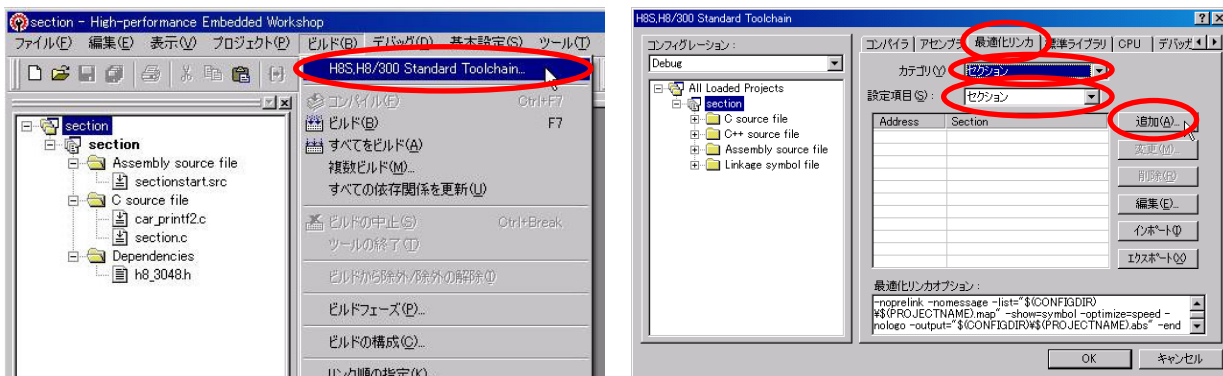 section - High-performance Embedded Workshop
ファイル(F) 編集(E) 表示(V) プロジェクト(P) ビルド(B) デバッグ(D) 基本設定(S) ツール(T)
H8S,H8/300 Standard Toolchain...
コンパイル(F) Ctrl+F7
ビルド(B) F7
すべてをビルド(A)
複数ビルド(M)...
すべての依存関係を更新(U)
ビルドの中止(S) Ctrl+Break
ツールの終了(T)
ビルドから除外/除外の解除(I)
ビルドフェーズ(P)...
ビルドの構成(C)...
リンク順の指定(K)...
section
section
Assembly source file
sectionstart.src
C source file
car_printf2.c
section.c
Dependencies
h8_3048.h
H8S,H8/300 Standard Toolchain
コンフィグレーション :
Debug
All Loaded Projects
section
C source file
C++ source file
Assembly source file
Linkage symbol file
コンパイラ アセンブラ 最適化リンカ 標準ライブラリ CPU デバッガ
カテゴリ(Y) セクション
設定項目(S) : セクション
Address Section
追加(A)...
変更(M)...
削除(R)
編集(E)...
インポート(I)
エクスポート(X)
最適化リンカオプション :
-noprelink -nomessage -list="$(CONFIGDIR)
¥$(PROJECTNAME).map" -show=symbol -optimize=speed -
nologo -output="$(CONFIGDIR)¥$(PROJECTNAME).abs" -end
OK キャンセル